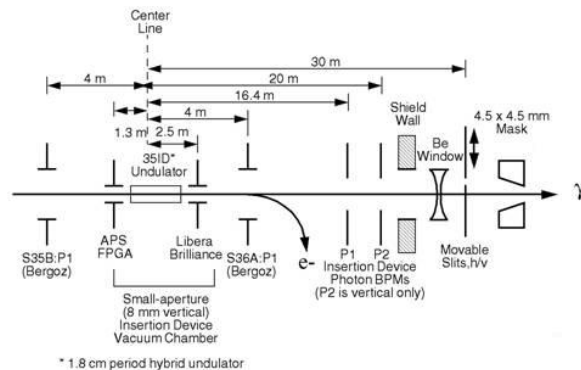 Center
Line
30 m
4 m
20 m
16.4 m
4 m
1.3 m
2.5 m
Shield
Wall
4.5 x 4.5 mm
Mask
Be
Window
35ID*
Undulator
γ
S35B:P1
(Bergoz)
APS
FPGA
Libera
Brilliance
S36A:P1
(Bergoz)
e-
P1 P2
Insertion Device
Photon BPMs
(P2 is vertical only)
Movable
Slits,h/v
Small-aperture
(8 mm vertical)
Insertion Device
Vacuum Chamber
* 1.8 cm period hybrid undulator